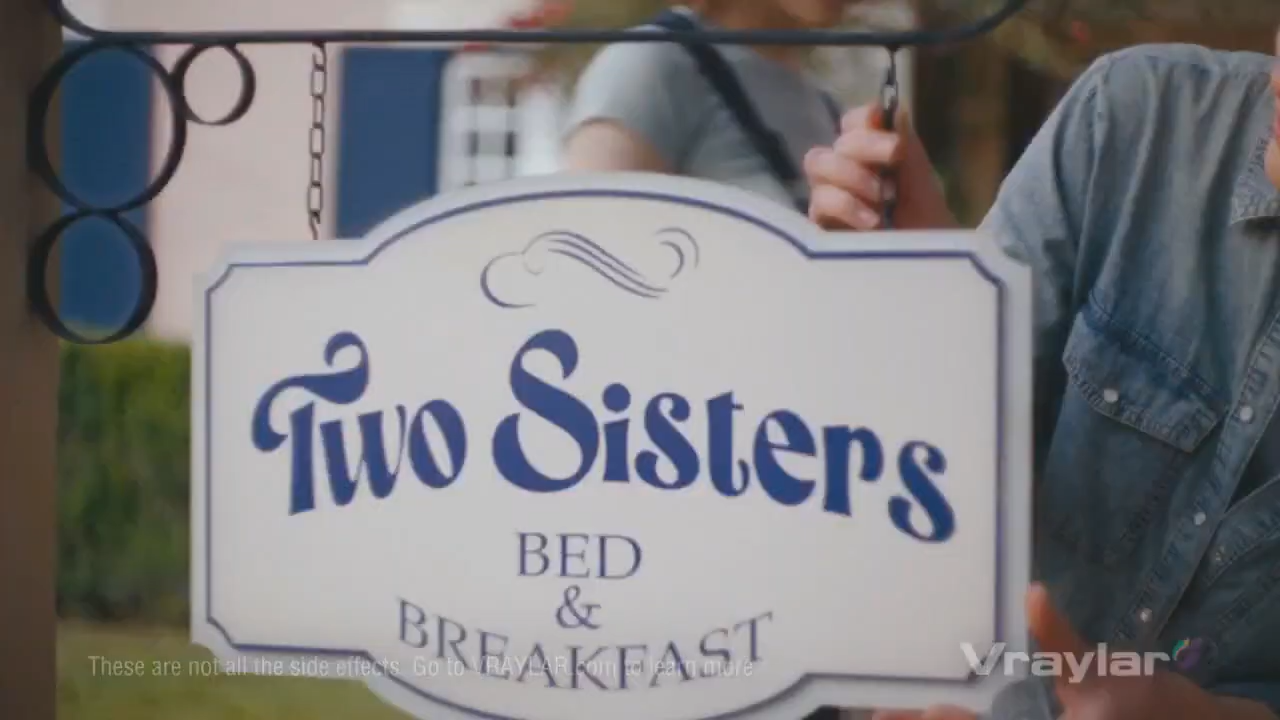 Two Sisters
BED
&
BREAKFAST
These are not all the side effects. Go to VRAYLAR.com to learn more.
Vraylar